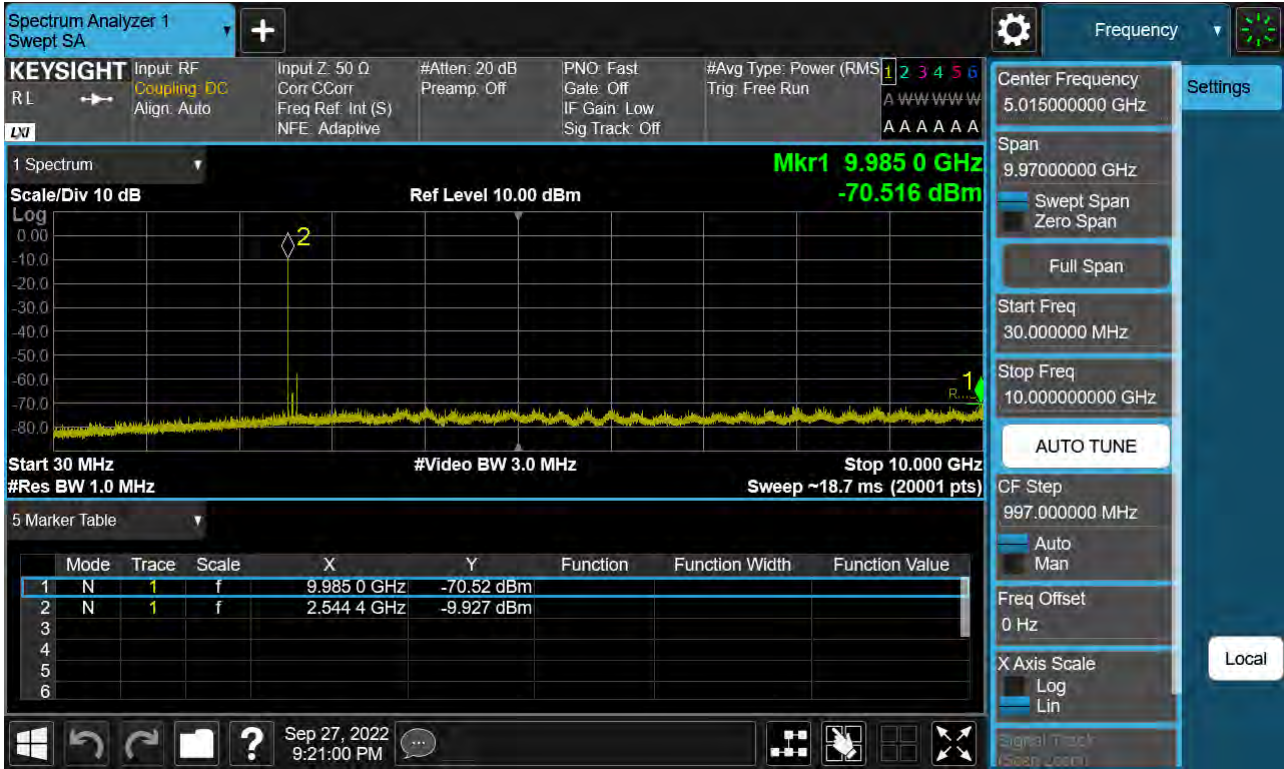 Spectrum Analyzer 1
Swept SA
+
Frequency
KEYSIGHT
RL
LXI
Input: RF
Coupling: DC
Align: Auto
Input Z: 50 Ω
Corr CCorr
Freq Ref: Int (S)
NFE: Adaptive
#Atten: 20 dB
Preamp: Off
PNO: Fast
Gate: Off
IF Gain: Low
Sig Track: Off
#Avg Type: Power (RMS
Trig: Free Run
1 2 3 4 5 6
A W W W W W
A A A A A A
Center Frequency
5.015000000 GHz
Settings
1 Spectrum
Mkr1 9.985 0 GHz
-70.516 dBm
Scale/Div 10 dB
Ref Level 10.00 dBm
Log
0.00
-10.0
-20.0
-30.0
-40.0
-50.0
-60.0
-70.0
-80.0
2
1
Start 30 MHz
#Video BW 3.0 MHz
Stop 10.000 GHz
#Res BW 1.0 MHz
Sweep ~18.7 ms (20001 pts)
Span
9.97000000 GHz
Swept Span
Zero Span
Full Span
Start Freq
30.000000 MHz
Stop Freq
10.000000000 GHz
AUTO TUNE
CF Step
997.000000 MHz
Auto
Man
Freq Offset
0 Hz
X Axis Scale
Log
Lin
Signal Track
(Span Zoom)
Local
5 Marker Table
Mode Trace Scale X Y Function Function Width Function Value
1 N 1 f 9.985 0 GHz -70.52 dBm
2 N 1 f 2.544 4 GHz -9.927 dBm
3
4
5
6
?
Sep 27, 2022
9:21:00 PM